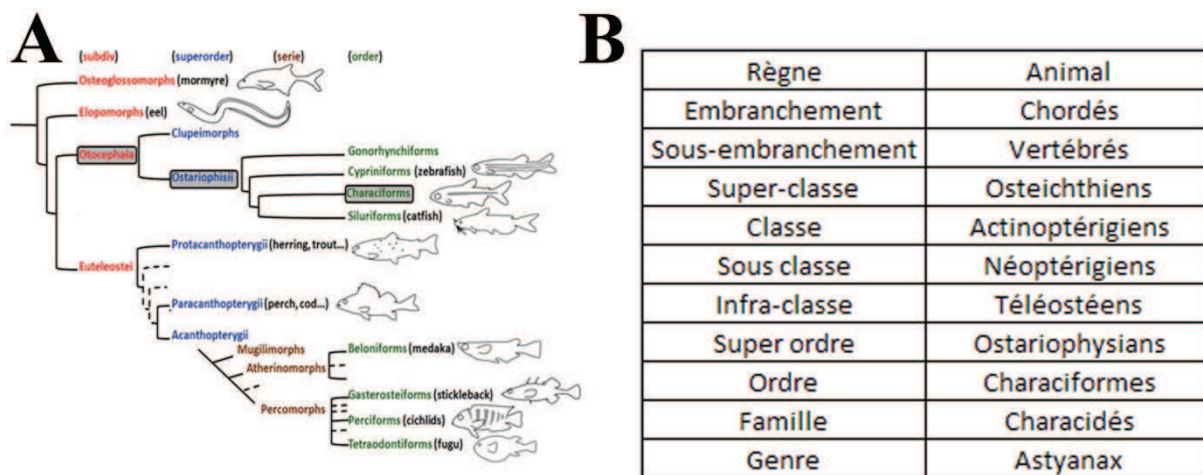 A
(subdiv) (superorder) (serie) (order)
Osteoglossomorphs (mormyre)
Elopomorphs (eel)
Clupeimorphs
Otocephala
Gonorhynchiforms
Cypriniforms (zebrafish)
Ostariophisii
Characiforms
Siluriforms (catfish)
Protacanthopterygii (herring, trout...)
Euteleostei
Paracanthopterygii (perch, cod...)
Acanthopterygii
Mugilimorphs
Beloniforms (medaka)
Atherinomorphs
Gasterosteiforms (stickleback)
Percomorphs
Perciforms (cichlids)
Tetraodontiforms (fugu)
B
Règne Animal
Embranchement Chordés
Sous-embranchement Vertébrés
Super-classe Osteichthiens
Classe Actinoptérigiens
Sous classe Néoptérigiens
Infra-classe Téléostéens
Super ordre Ostariophysians
Ordre Characiformes
Famille Characidés
Genre Astyanax